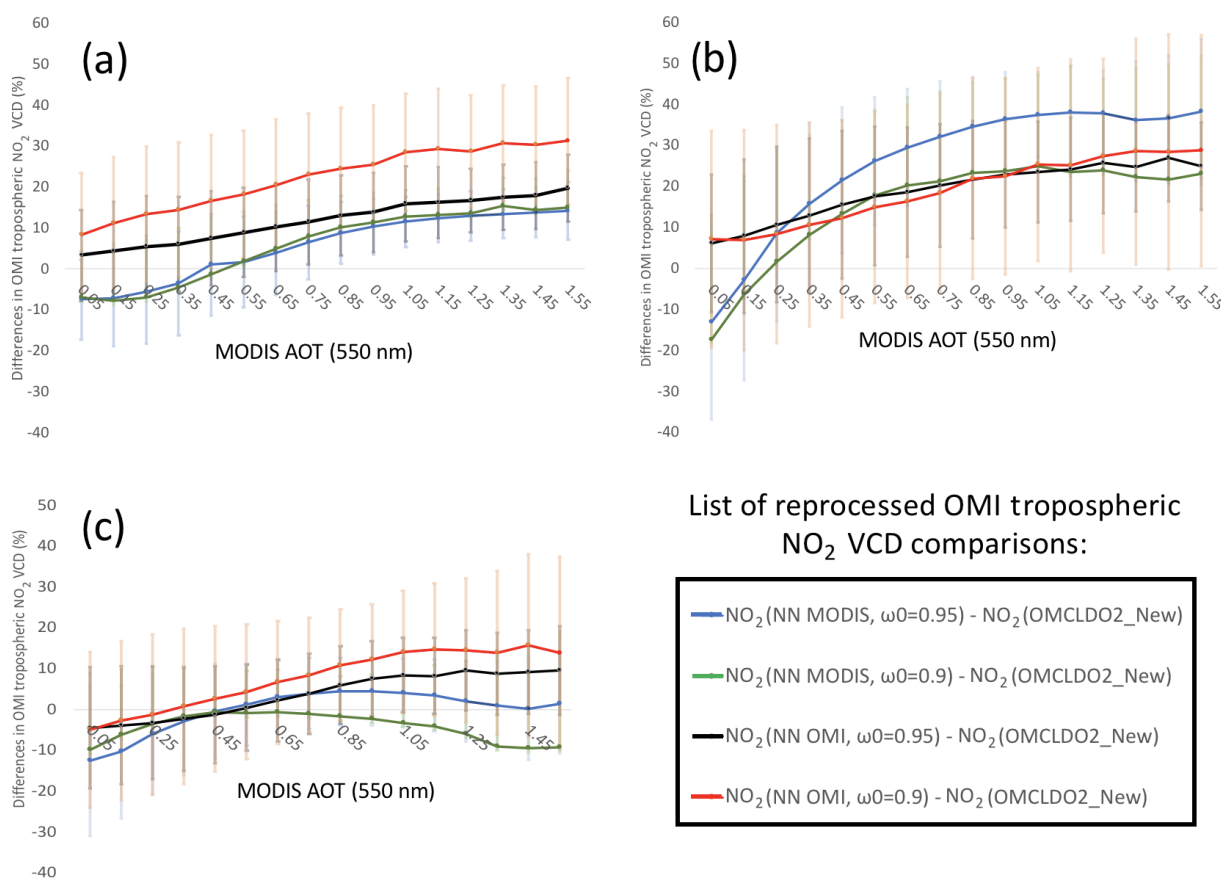 (a)
Differences in OMI tropospheric NO2 VCD (%)
60
50
40
30
20
10
0
-10
-20
-30
-40
0.05 0.15 0.25 0.35 0.45 0.55 0.65 0.75 0.85 0.95 1.05 1.15 1.25 1.35 1.45 1.55
MODIS AOT (550 nm)
(b)
Differences in OMI tropospheric NO2 VCD (%)
60
50
40
30
20
10
0
-10
-20
-30
-40
0.05 0.15 0.25 0.35 0.45 0.55 0.65 0.75 0.85 0.95 1.05 1.15 1.25 1.35 1.45 1.55
MODIS AOT (550 nm)
(c)
Differences in OMI tropospheric NO2 VCD (%)
50
40
30
20
10
0
-10
-20
-30
-40
0.05 0.25 0.45 0.65 0.85 1.05 1.25 1.45
MODIS AOT (550 nm)
List of reprocessed OMI tropospheric
NO2 VCD comparisons:
NO2 (NN MODIS, ω0=0.95) - NO2 (OMCLDO2_New)
NO2 (NN MODIS, ω0=0.9) - NO2 (OMCLDO2_New)
NO2 (NN OMI, ω0=0.95) - NO2 (OMCLDO2_New)
NO2 (NN OMI, ω0=0.9) - NO2 (OMCLDO2_New)